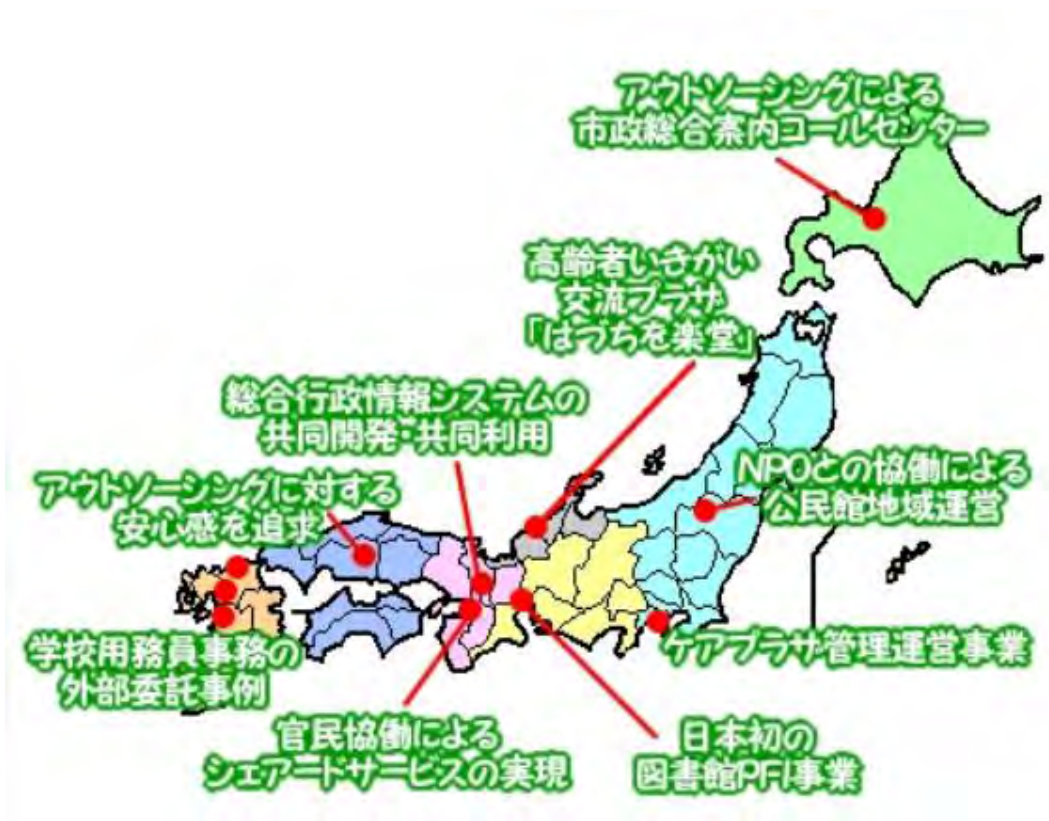 アウトソーシングによる
市政総合案内コールセンター
高齢者いきがい
交流プラザ
「はづちを楽堂」
総合行政情報システムの
共同開発・共同利用
アウトソーシングに対する
安心感を追求
NPOとの協働による
公民館地域運営
学校用務員事務の
外部委託事例
ケアプラザ管理運営事業
官民協働による
シェアードサービスの実現
日本初の
図書館PFI事業